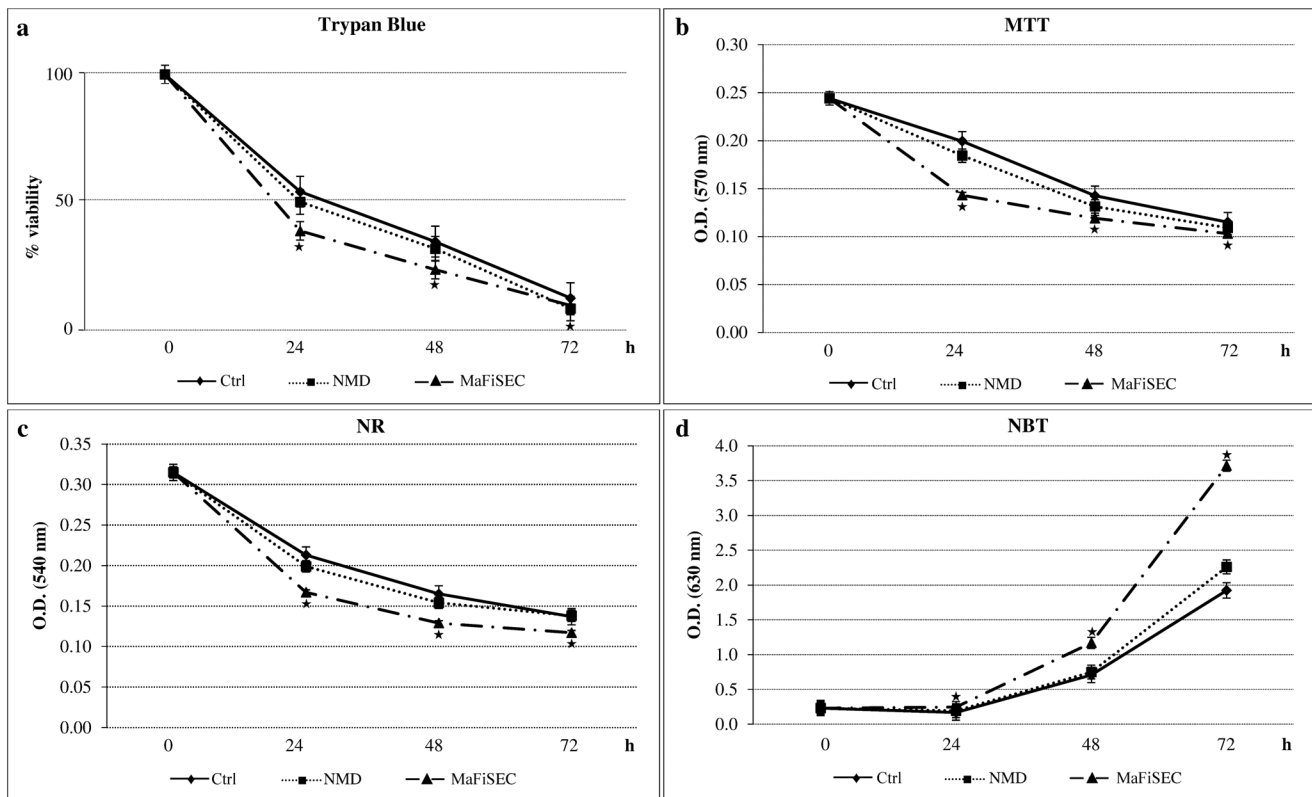 a
Trypan Blue
% viability
100
50
0
0 24 48 72 h
Ctrl NMD MaFiSEC
b
MTT
O.D. (570 nm)
0.30
0.25
0.20
0.15
0.10
0.05
0.00
0 24 48 72 h
Ctrl NMD MaFiSEC
c
NR
O.D. (540 nm)
0.35
0.30
0.25
0.20
0.15
0.10
0.05
0.00
0 24 48 72 h
Ctrl NMD MaFiSEC
d
NBT
O.D. (630 nm)
4.0
3.5
3.0
2.5
2.0
1.5
1.0
0.5
0.0
0 24 48 72 h
Ctrl NMD MaFiSEC